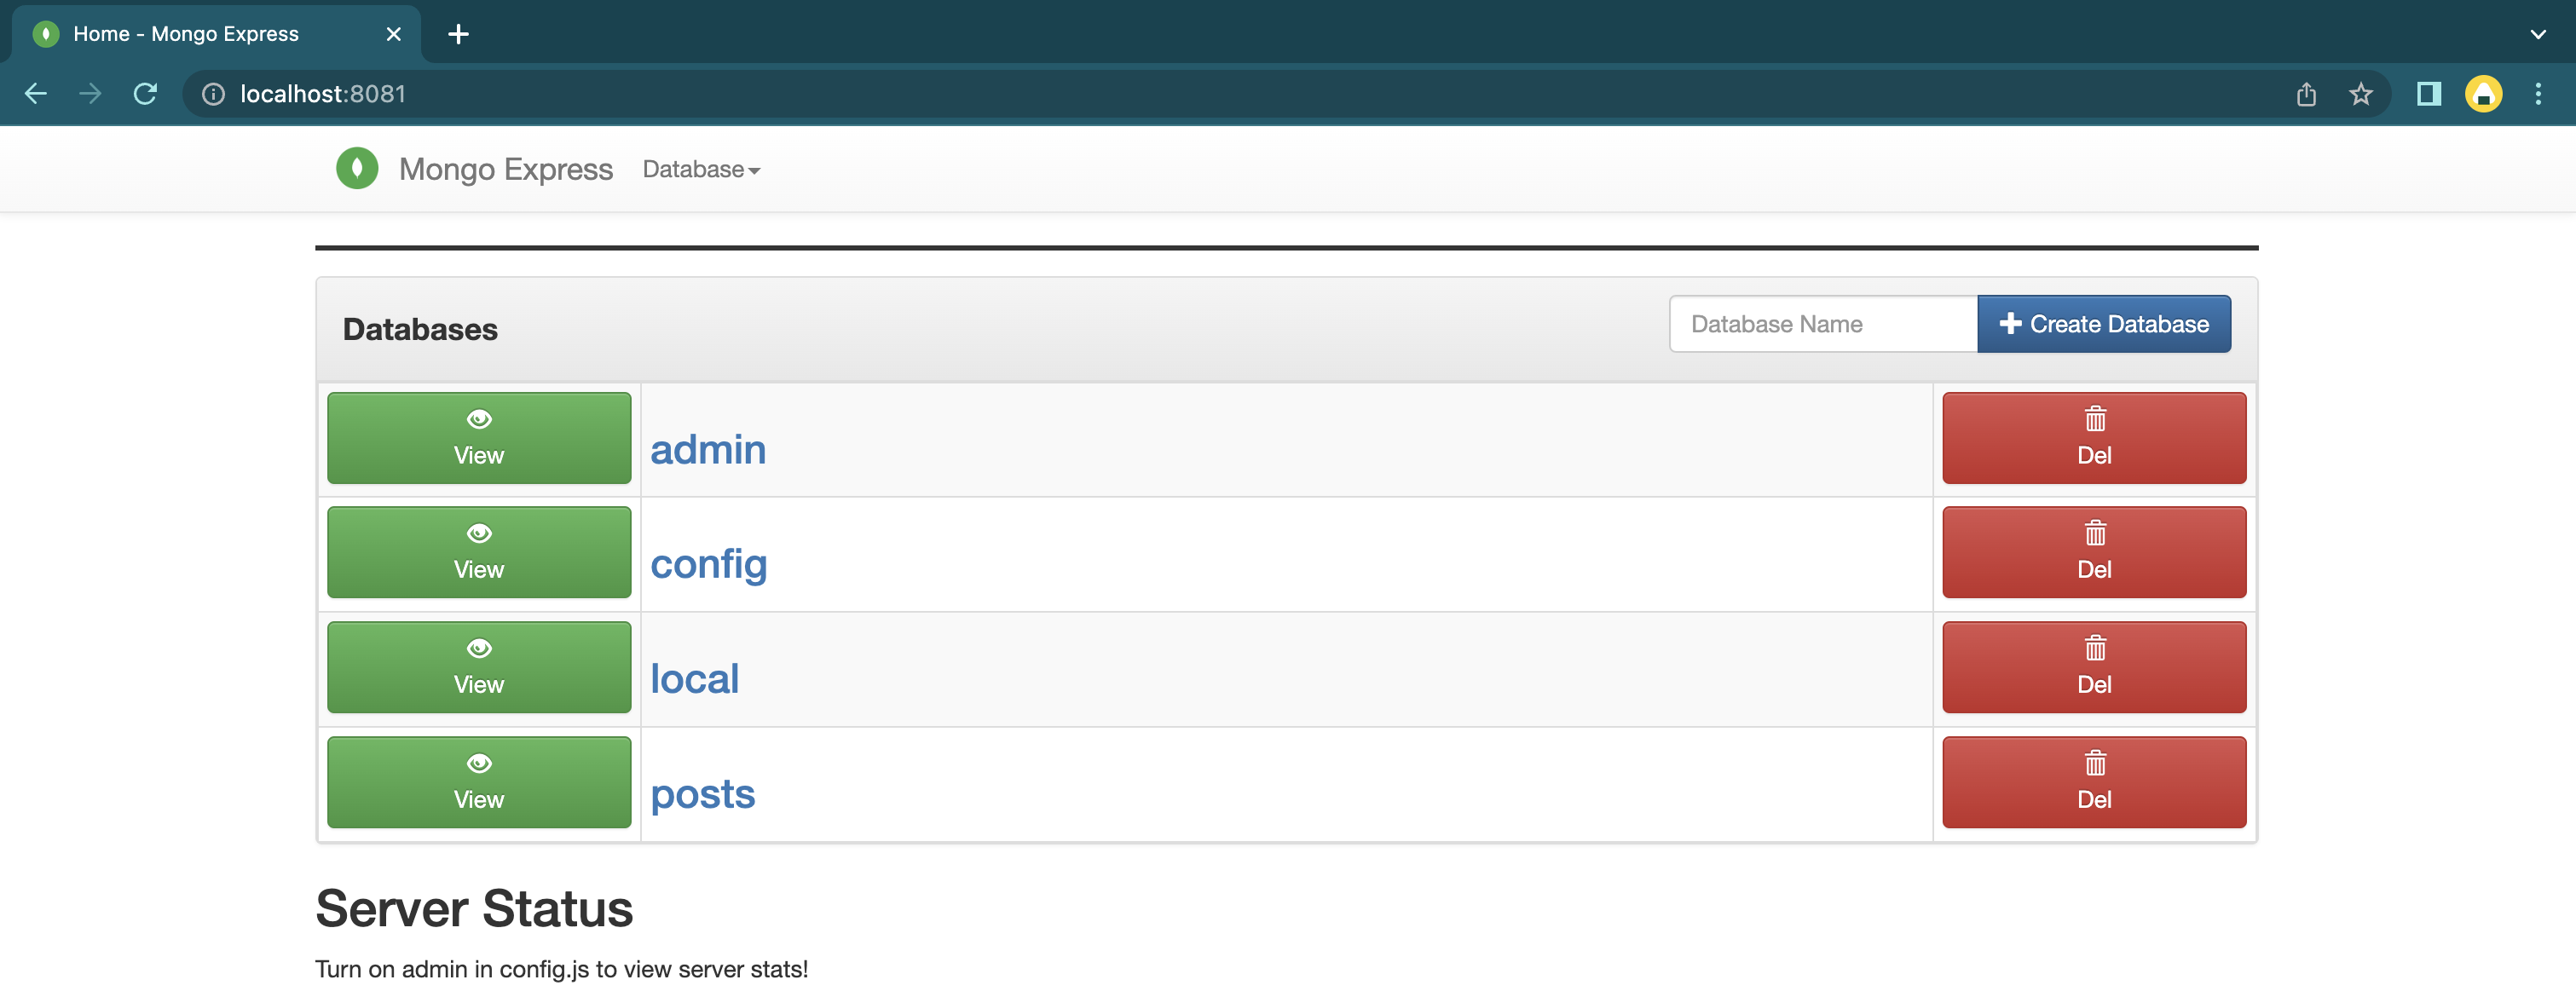 Home - Mongo Express
localhost:8081
Mongo Express Database
Databases
Database Name Create Database
View admin Del
View config Del
View local Del
View posts Del
Server Status
Turn on admin in config.js to view server stats!